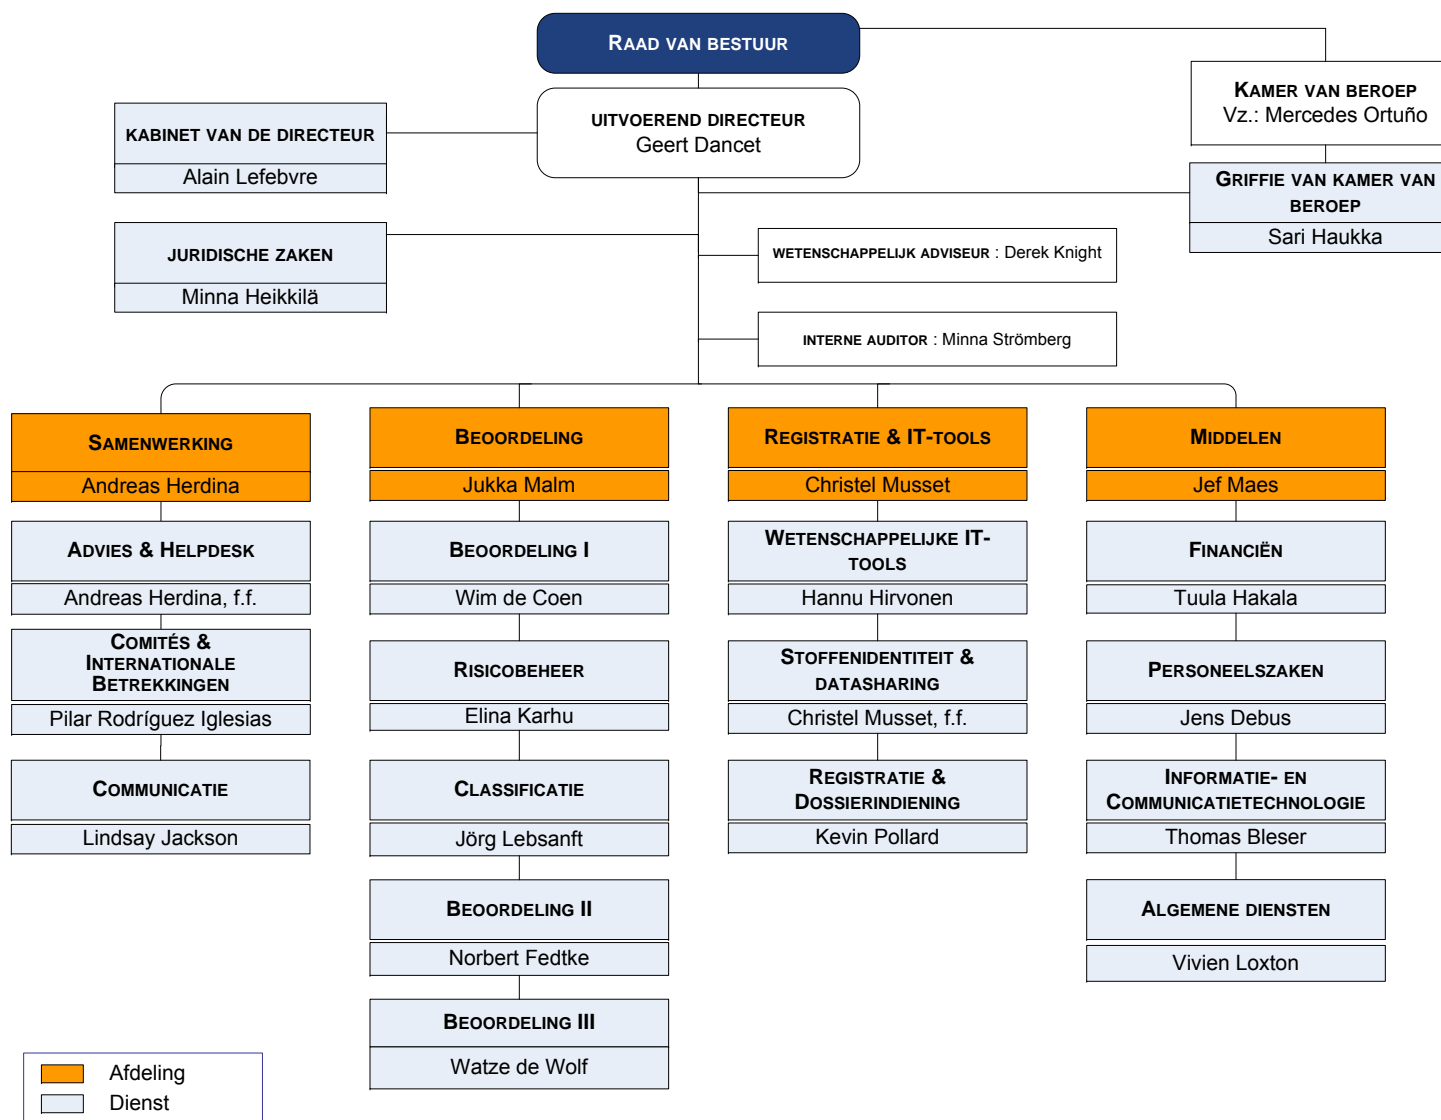 RAAD VAN BESTUUR
KAMER VAN BEROEP
Vz.: Mercedes Ortuño
UITVOEREND DIRECTEUR
Geert Dancet
KABINET VAN DE DIRECTEUR
Alain Lefebvre
GRIFFIE VAN KAMER VAN
BEROEP
Sari Haukka
JURIDISCHE ZAKEN
Minna Heikkilä
WETENSCHAPPELIJK ADVISEUR : Derek Knight
INTERNE AUDITOR : Minna Strömberg
SAMENWERKING
Andreas Herdina
ADVIES & HELPDESK
Andreas Herdina, f.f.
COMITÉS &
INTERNATIONALE
BETREKKINGEN
Pilar Rodríguez Iglesias
COMMUNICATIE
Lindsay Jackson
BEOORDELING
Jukka Malm
BEOORDELING I
Wim de Coen
RISICOBEHEER
Elina Karhu
CLASSIFICATIE
Jörg Lebsanft
BEOORDELING II
Norbert Fedtke
BEOORDELING III
Watze de Wolf
REGISTRATIE & IT-TOOLS
Christel Musset
WETENSCHAPPELIJKE IT-
TOOLS
Hannu Hirvonen
STOFFENIDENTITEIT &
DATASHARING
Christel Musset, f.f.
REGISTRATIE &
DOSSIERINDIENING
Kevin Pollard
MIDDELEN
Jef Maes
FINANCIËN
Tuula Hakala
PERSONEELSZAKEN
Jens Debus
INFORMATIE- EN
COMMUNICATIETECHNOLOGIE
Thomas Bleser
ALGEMENE DIENSTEN
Vivien Loxton
Afdeling
Dienst